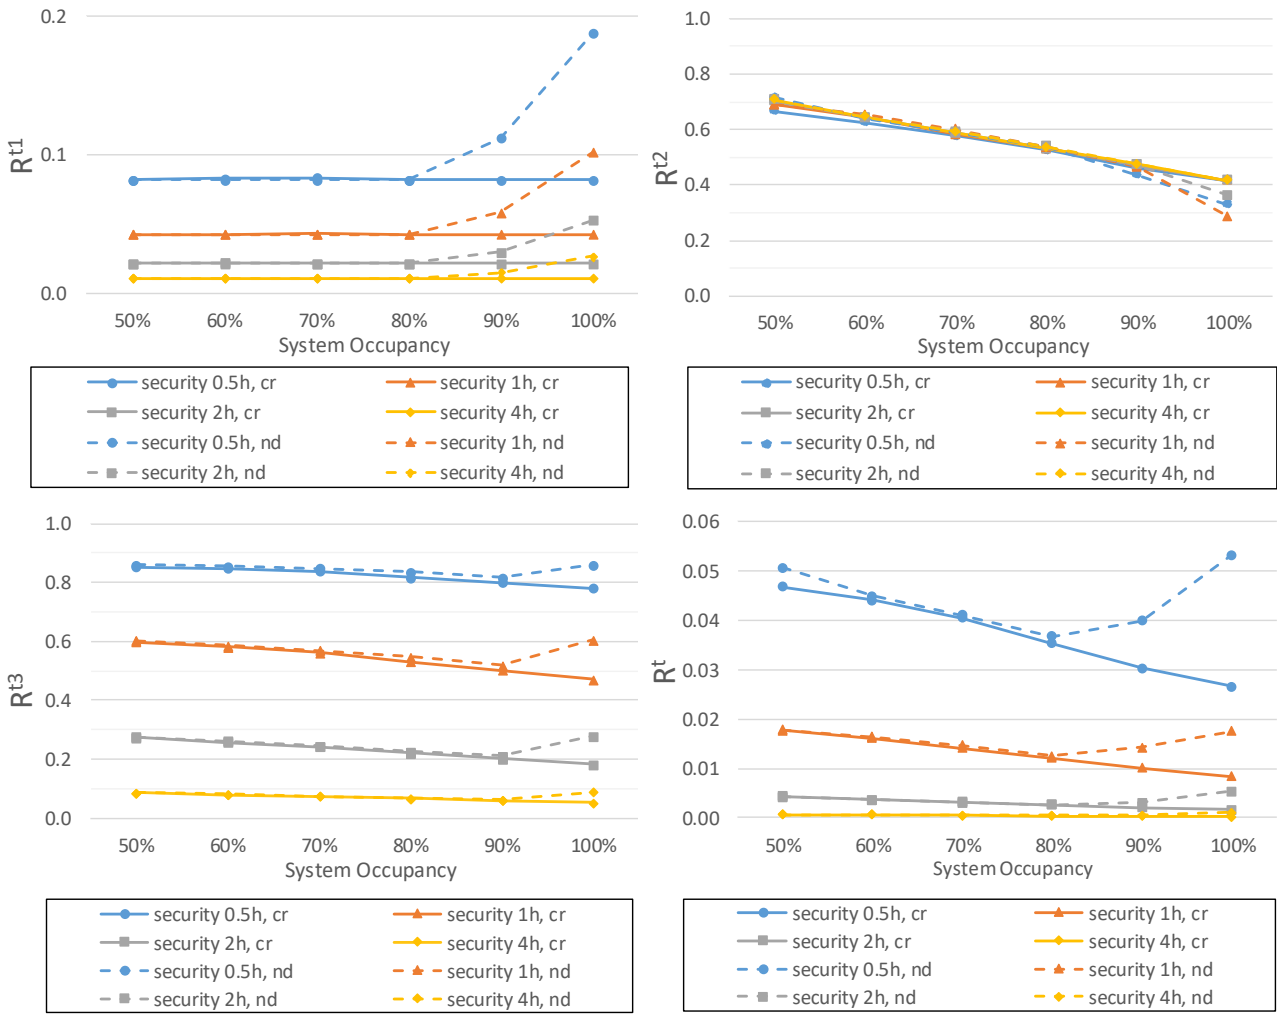 0.2
0.1
0.0
R^t1
50% 60% 70% 80% 90% 100%
System Occupancy
security 0.5h, cr security 1h, cr
security 2h, cr security 4h, cr
security 0.5h, nd security 1h, nd
security 2h, nd security 4h, nd
1.0
0.8
0.6
0.4
0.2
0.0
R^t2
50% 60% 70% 80% 90% 100%
System Occupancy
security 0.5h, cr security 1h, cr
security 2h, cr security 4h, cr
security 0.5h, nd security 1h, nd
security 2h, nd security 4h, nd
1.0
0.8
0.6
0.4
0.2
0.0
R^t3
50% 60% 70% 80% 90% 100%
System Occupancy
security 0.5h, cr security 1h, cr
security 2h, cr security 4h, cr
security 0.5h, nd security 1h, nd
security 2h, nd security 4h, nd
0.06
0.05
0.04
0.03
0.02
0.01
0.00
R^t
50% 60% 70% 80% 90% 100%
System Occupancy
security 0.5h, cr security 1h, cr
security 2h, cr security 4h, cr
security 0.5h, nd security 1h, nd
security 2h, nd security 4h, nd